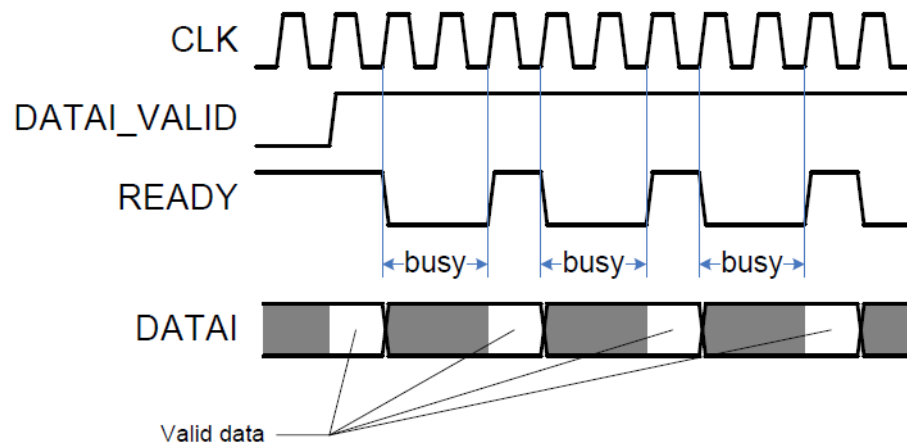 CLK
DATAI_VALID
READY
busy busy busy
DATAI
Valid data